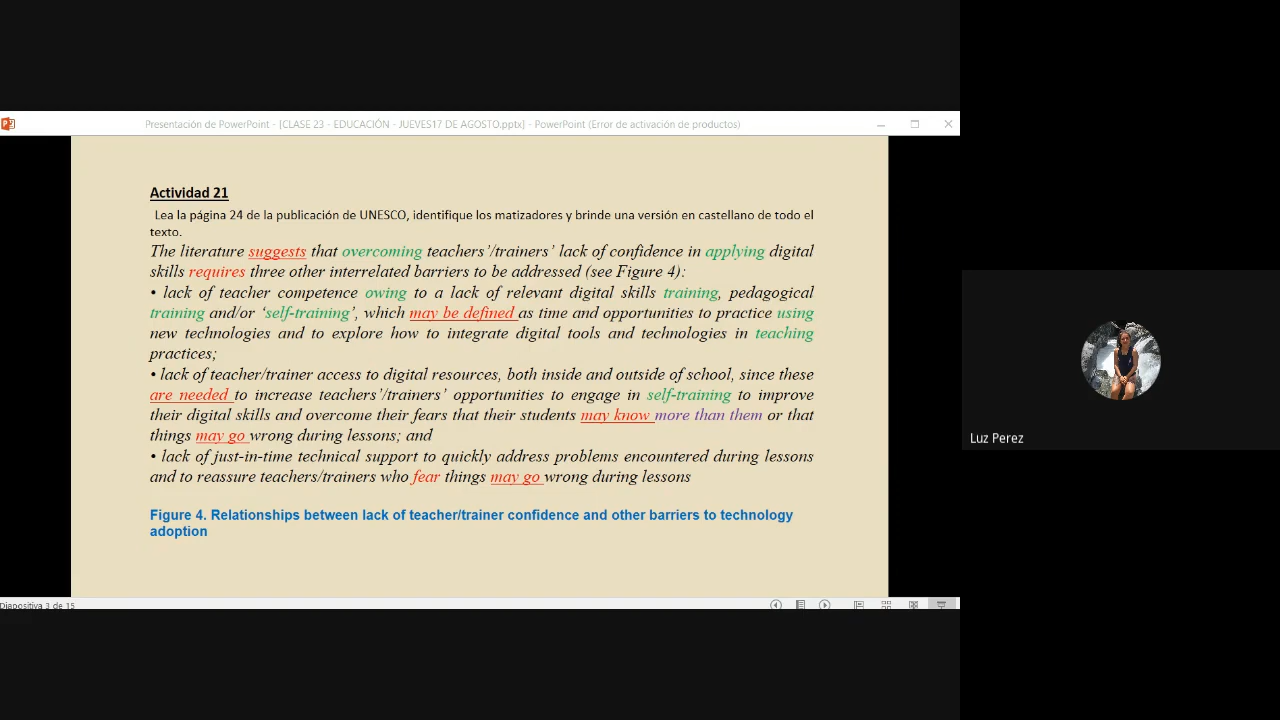 Presentación de PowerPoint - [CLASE 23 - EDUCACIÓN - JUEVES17 DE AGOSTO.pptx] - PowerPoint (Error de activación de productos)
Actividad 21
Lea la página 24 de la publicación de UNESCO, identifique los matizadores y brinde una versión en castellano de todo el
texto.
The literature suggests that overcoming teachers’/trainers’ lack of confidence in applying digital
skills requires three other interrelated barriers to be addressed (see Figure 4):
• lack of teacher competence owing to a lack of relevant digital skills training, pedagogical
training and/or ‘self-training’, which may be defined as time and opportunities to practice using
new technologies and to explore how to integrate digital tools and technologies in teaching
practices;
• lack of teacher/trainer access to digital resources, both inside and outside of school, since these
are needed to increase teachers’/trainers’ opportunities to engage in self-training to improve
their digital skills and overcome their fears that their students may know more than them or that
things may go wrong during lessons; and
• lack of just-in-time technical support to quickly address problems encountered during lessons
and to reassure teachers/trainers who fear things may go wrong during lessons
Figure 4. Relationships between lack of teacher/trainer confidence and other barriers to technology
adoption
Luz Perez
Diapositiva 3 de 15